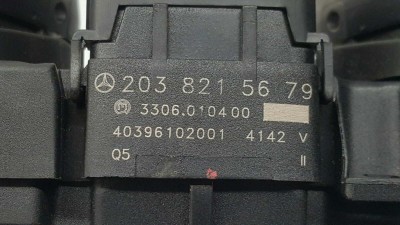 203 821 56 79
3306.010400
40396102001 4142 V
Q5 II